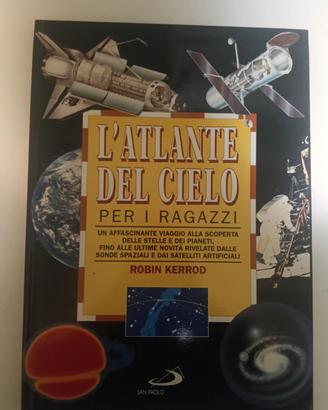 L'ATLANTE
DEL CIELO
PER I RAGAZZI
UN AFFASCINANTE VIAGGIO ALLA SCOPERTA
DELLE STELLE E DEI PIANETI,
FINO ALLE ULTIME NOVITÀ RIVELATE DALLE
SONDE SPAZIALI E DAI SATELLITI ARTIFICIALI
ROBIN KERROD
SAN PAOLO